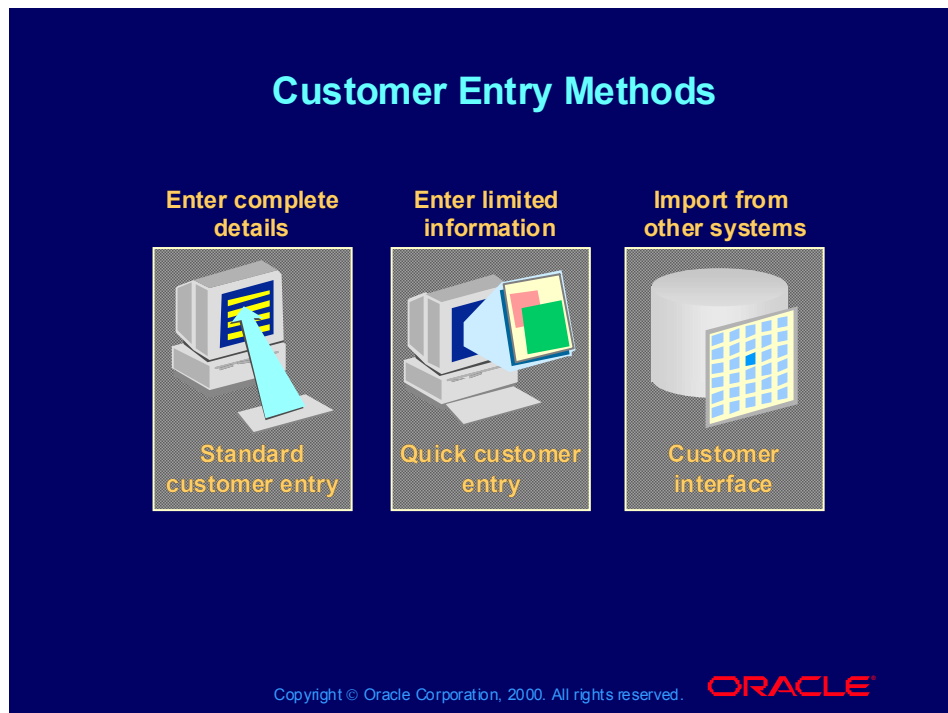 Customer Entry Methods
Enter complete
details
Enter limited
information
Import from
other systems
Standard
customer entry
Quick customer
entry
Customer
interface
Copyright © Oracle Corporation, 2000. All rights reserved.
ORACLE®